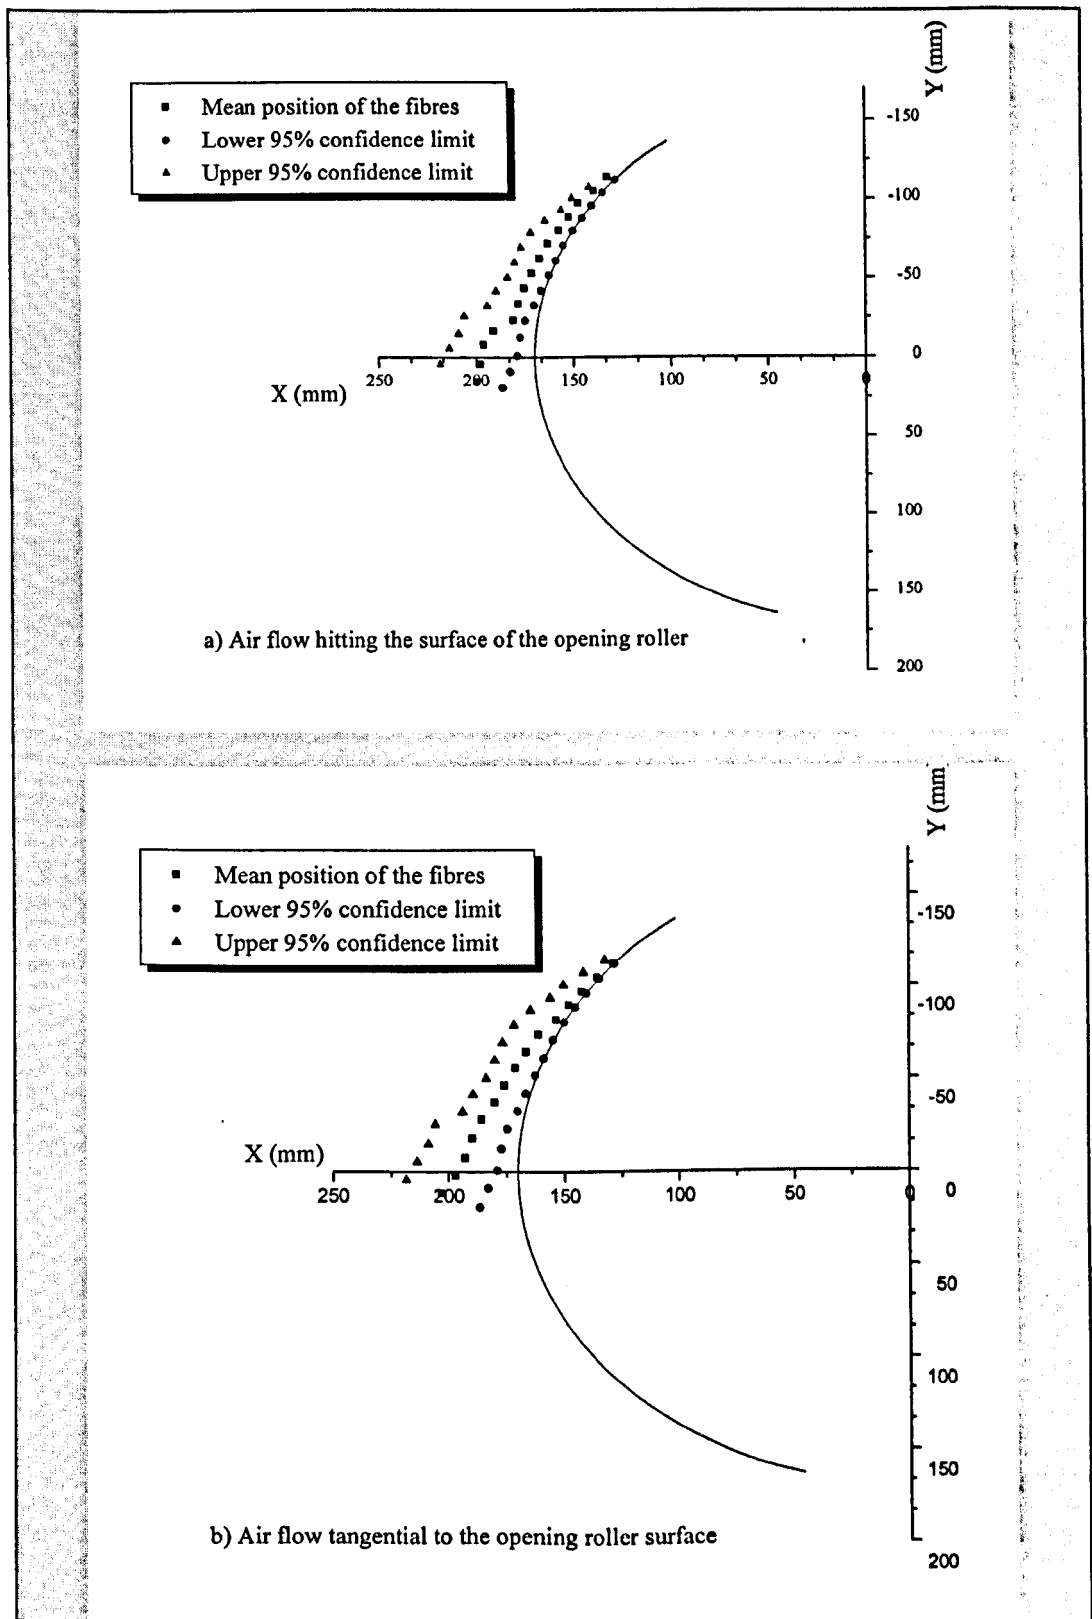 Y (mm)
Mean position of the fibres
Lower 95% confidence limit
Upper 95% confidence limit
-150
-100
-50
0
250 200 150 100 50 0
X (mm)
50
100
150
200
a) Air flow hitting the surface of the opening roller
Y (mm)
Mean position of the fibres
Lower 95% confidence limit
Upper 95% confidence limit
-150
-100
-50
X (mm)
250 200 150 100 50 0 0
50
100
150
200
b) Air flow tangential to the opening roller surface